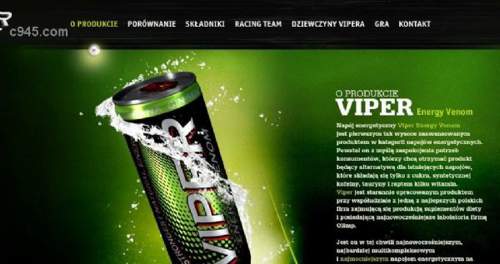 R
c945.com
O PRODUKCIE PORÓWNANIE SKŁADNIKI RACING TEAM DZIEWCZYNY VIPERA GRA KONTAKT
O PRODUKCIE
VIPER Energy Venom
Napój energetyczny Viper Energy Venom
jest pierwszym tak wysoce zaawansowanym
produktem w kategorii napojów energetycznych.
Powstał on z myślą zaspokojenia potrzeb
konsumentów, którzy chcą otrzymać produkt
będący alternatywą dla istniejących napojów,
które składają się tylko z cukru, syntetycznej
kofeiny, tauryny i raptem kilku witamin.
Viper jest starannie opracowanym produktem
przy współudziale z jedną z najlepszych polskich
firm zajmującą się produkcją suplementów diety
i posiadającą najnowocześniejsze laboratoria firmą
Olimp.
Jest on w tej chwili najnowocześniejszym,
najbardziej multikompleksowym
i najmocniejszym napojem energetycznym na
VIPER